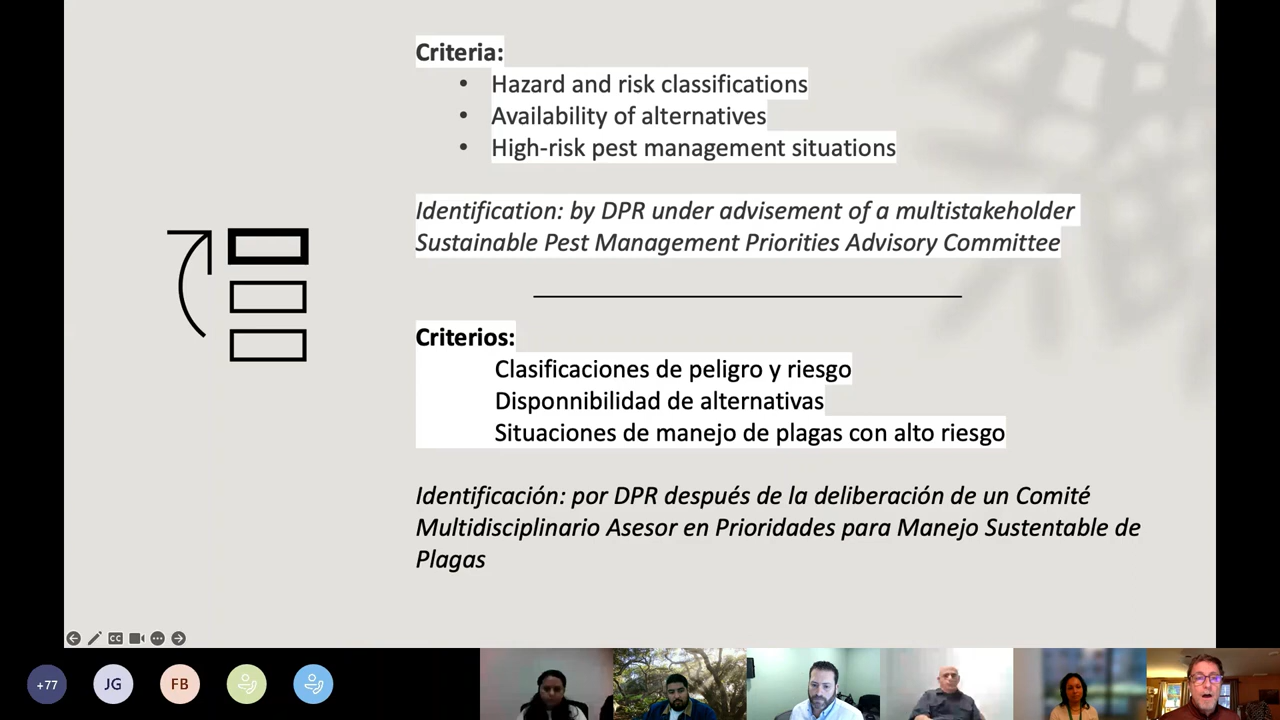 Criteria:
• Hazard and risk classifications
• Availability of alternatives
• High-risk pest management situations
Identification: by DPR under advisement of a multistakeholder
Sustainable Pest Management Priorities Advisory Committee
Criterios:
Clasificaciones de peligro y riesgo
Disponnibilidad de alternativas
Situaciones de manejo de plagas con alto riesgo
Identificación: por DPR después de la deliberación de un Comité
Multidisciplinario Asesor en Prioridades para Manejo Sustentable de
Plagas
CC
+77
JG
FB